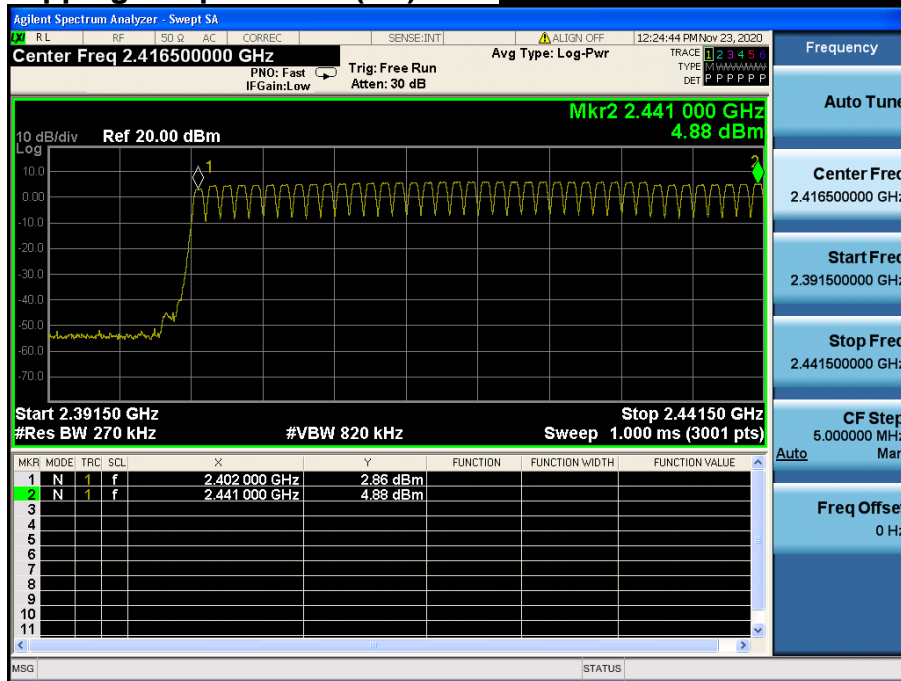 Agilent Spectrum Analyzer - Swept SA
LXI RL RF 50 Ω AC CORREC SENSE:INT ALIGN OFF 12:24:44 PM Nov 23, 2020
Center Freq 2.416500000 GHz
PNO: Fast
IFGain:Low
Trig: Free Run
Atten: 30 dB
Avg Type: Log-Pwr
TRACE 1 2 3 4 5 6
TYPE M W W W W W
DET P P P P P P
Mkr2 2.441 000 GHz
4.88 dBm
10 dB/div Ref 20.00 dBm
Log
10.0
0.00
-10.0
-20.0
-30.0
-40.0
-50.0
-60.0
-70.0
1
2
Start 2.39150 GHz Stop 2.44150 GHz
#Res BW 270 kHz #VBW 820 kHz Sweep 1.000 ms (3001 pts)
MKR MODE TRC SCL X Y FUNCTION FUNCTION WIDTH FUNCTION VALUE
1 N 1 f 2.402 000 GHz 2.86 dBm
2 N 1 f 2.441 000 GHz 4.88 dBm
3
4
5
6
7
8
9
10
11
MSG STATUS
Frequency
Auto Tune
Center Freq
2.416500000 GHz
Start Freq
2.391500000 GHz
Stop Freq
2.441500000 GHz
CF Step
5.000000 MHz
Auto Man
Freq Offset
0 Hz